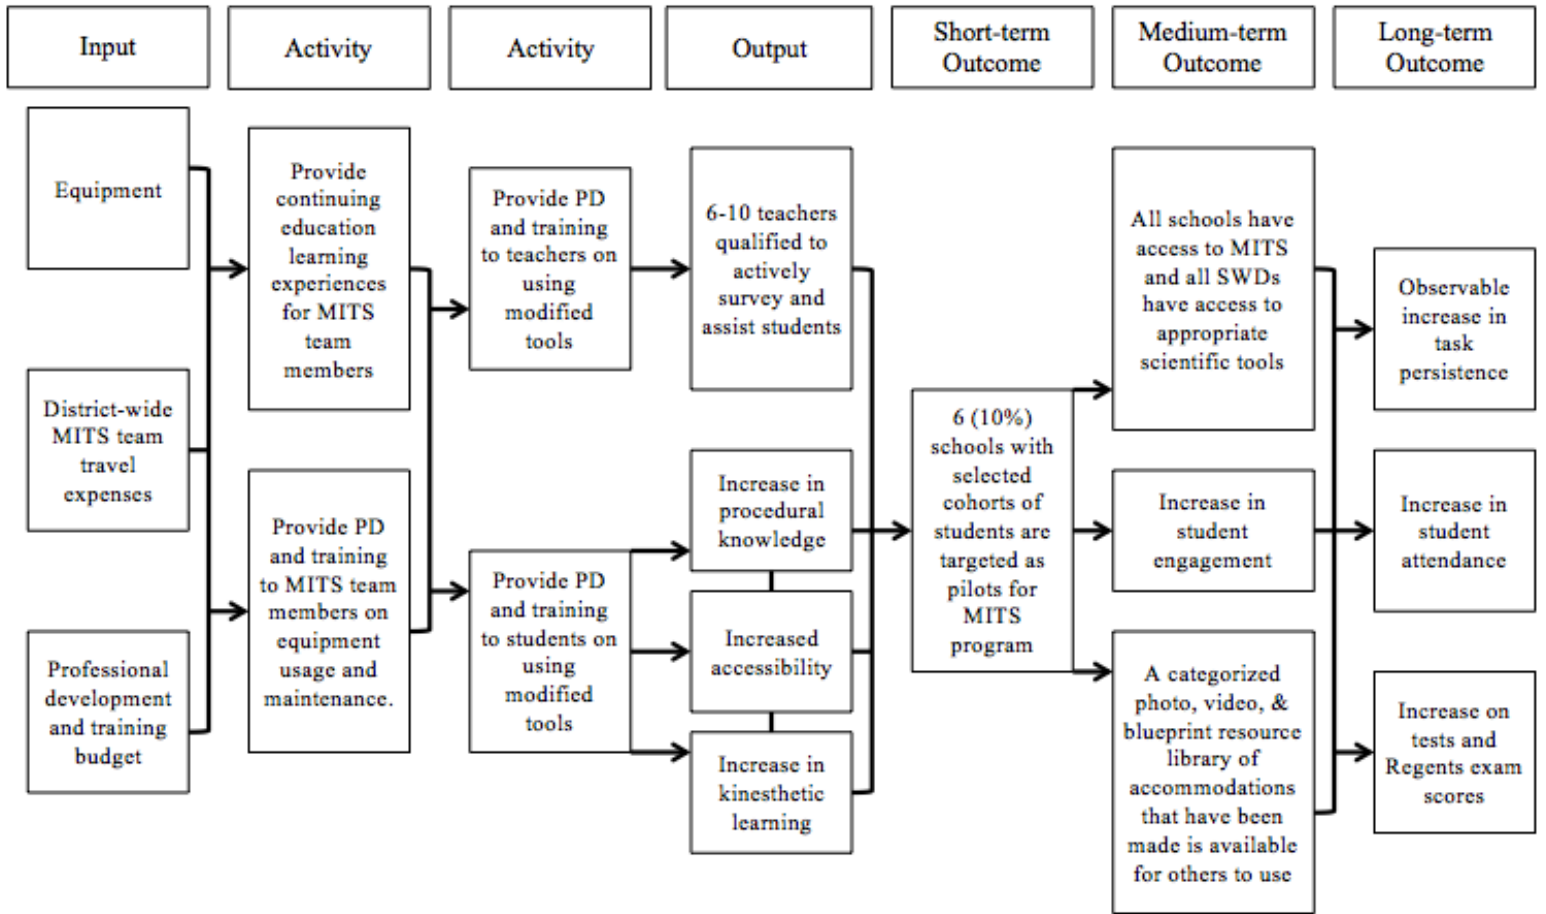 Input
Activity
Activity
Output
Short-term
Outcome
Medium-term
Outcome
Long-term
Outcome
Equipment
District-wide
MITS team
travel
expenses
Professional
development
and training
budget
Provide
continuing
education
learning
experiences
for MITS
team
members
Provide PD
and training
to MITS team
members on
equipment
usage and
maintenance.
Provide PD
and training
to teachers on
using
modified
tools
Provide PD
and training
to students on
using
modified
tools
6-10 teachers
qualified to
actively
survey and
assist students
Increase in
procedural
knowledge
Increased
accessibility
Increase in
kinesthetic
learning
6 (10%)
schools with
selected
cohorts of
students are
targeted as
pilots for
MITS
program
All schools have
access to MITS
and all SWDs
have access to
appropriate
scientific tools
Increase in
student
engagement
A categorized
photo, video, &
blueprint resource
library of
accommodations
that have been
made is available
for others to use
Observable
increase in
task
persistence
Increase in
student
attendance
Increase on
tests and
Regents exam
scores